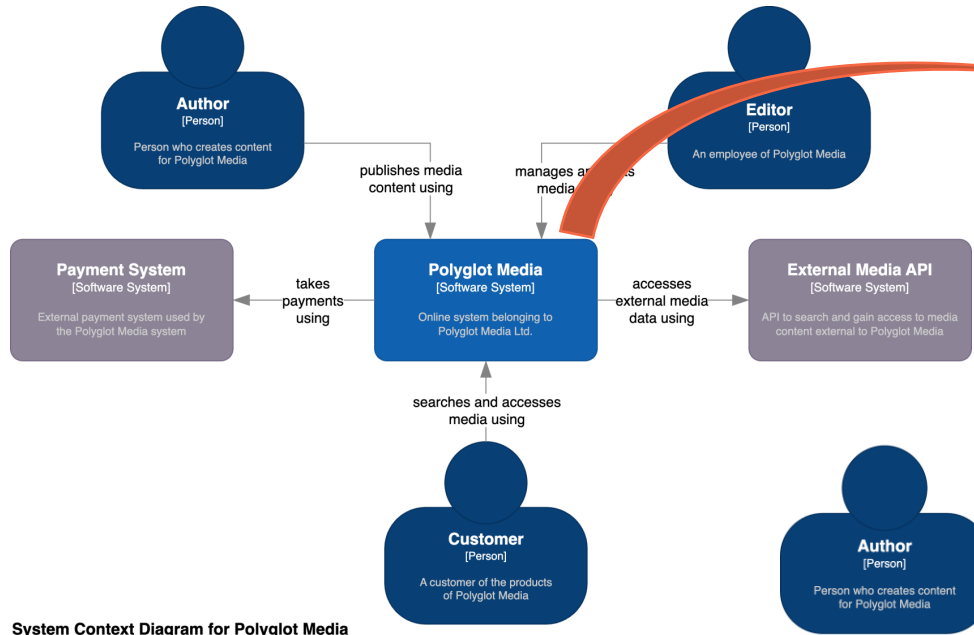 Author
[Person]
Person who creates content
for Polyglot Media
Editor
[Person]
An employee of Polyglot Media
publishes media
content using
manages
media
Payment System
[Software System]
External payment system used by
the Polyglot Media system
takes
payments
using
Polyglot Media
[Software System]
Online system belonging to
Polyglot Media Ltd.
accesses
external media
data using
External Media API
[Software System]
API to search and gain access to media
content external to Polyglot Media
searches and accesses
media using
Customer
[Person]
A customer of the products
of Polyglot Media
Author
[Person]
Person who creates content
for Polyglot Media
System Context Diagram for Polyglot Media